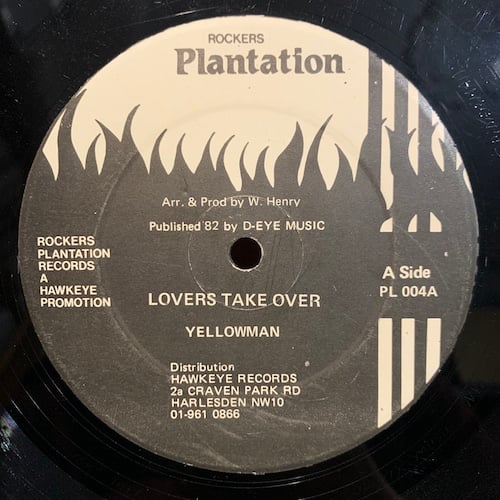 ROCKERS
Plantation
Arr. & Prod by W. Henry
Published '82 by D-EYE MUSIC
ROCKERS
PLANTATION
RECORDS
A
HAWKEYE
PROMOTION
A Side
PL 004A
LOVERS TAKE OVER
YELLOWMAN
Distribution
HAWKEYE RECORDS
2a CRAVEN PARK RD
HARLESDEN NW10
01-961 0866